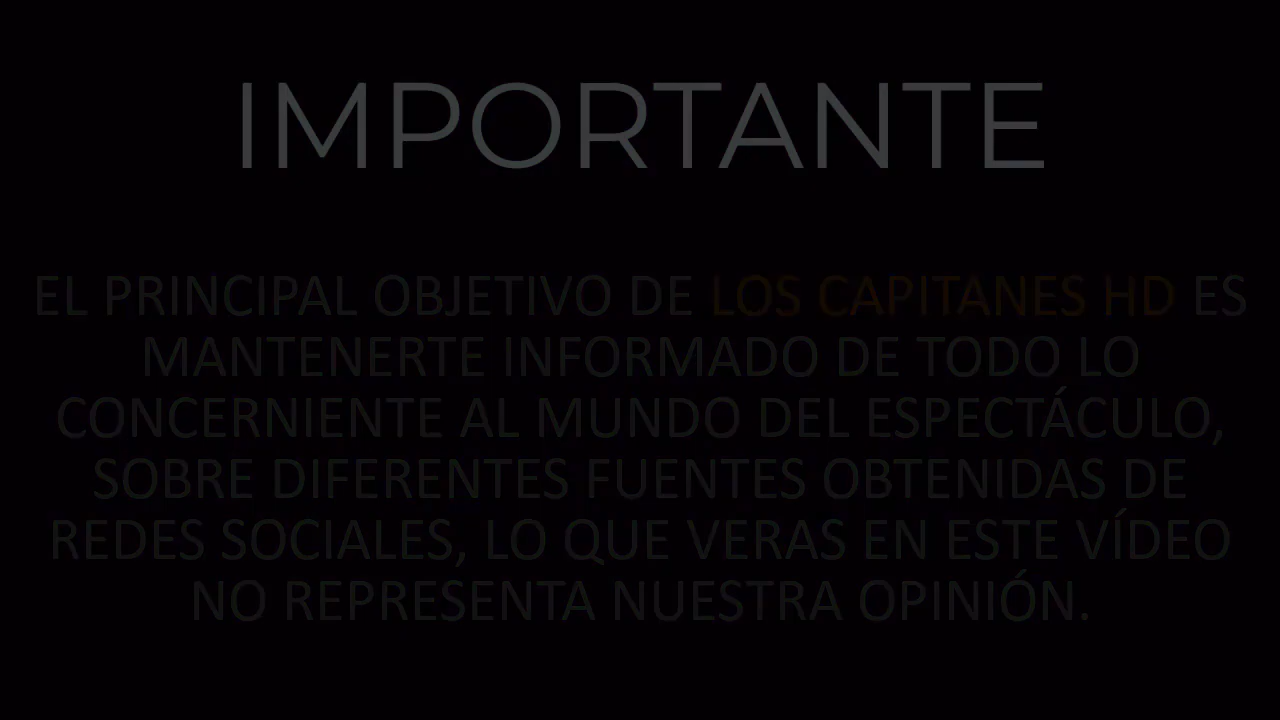 IMPORTANTE
EL PRINCIPAL OBJETIVO DE LOS CAPITANES HD ES
MANTENERTE INFORMADO DE TODO LO
CONCERNIENTE AL MUNDO DEL ESPECTÁCULO,
SOBRE DIFERENTES FUENTES OBTENIDAS DE
REDES SOCIALES, LO QUE VERAS EN ESTE VÍDEO
NO REPRESENTA NUESTRA OPINIÓN.